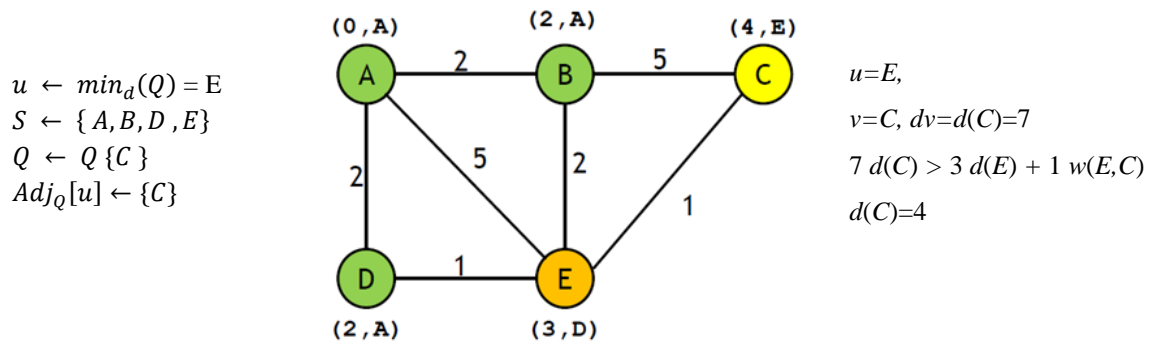 u ← min_d(Q) = E
S ← { A, B, D , E}
Q ← Q {C }
Adj_Q[u] ← {C}
(0,A)
(2,A)
(4,E)
A
2
B
5
C
2
5
2
1
D
1
E
(2,A)
(3,D)
u=E,
v=C, dv=d(C)=7
7 d(C) > 3 d(E) + 1 w(E,C)
d(C)=4